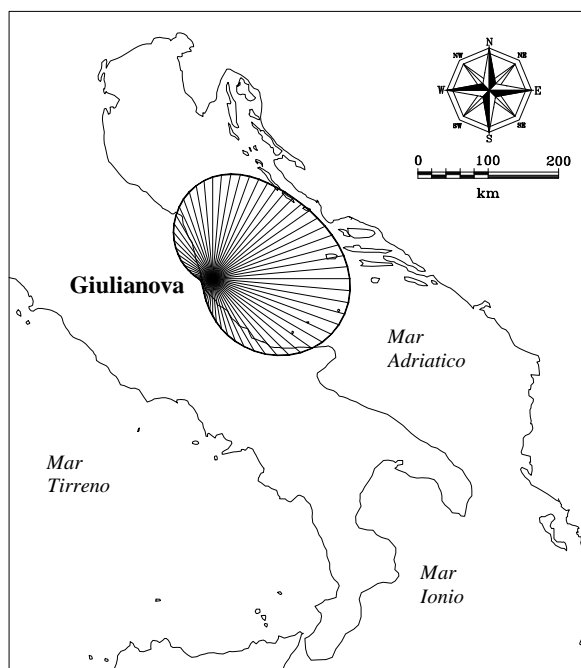 N
NW
NE
W
E
SW
SE
S
0
100
200
km
Giulianova
Mar
Adriatico
Mar
Tirreno
Mar
Ionio